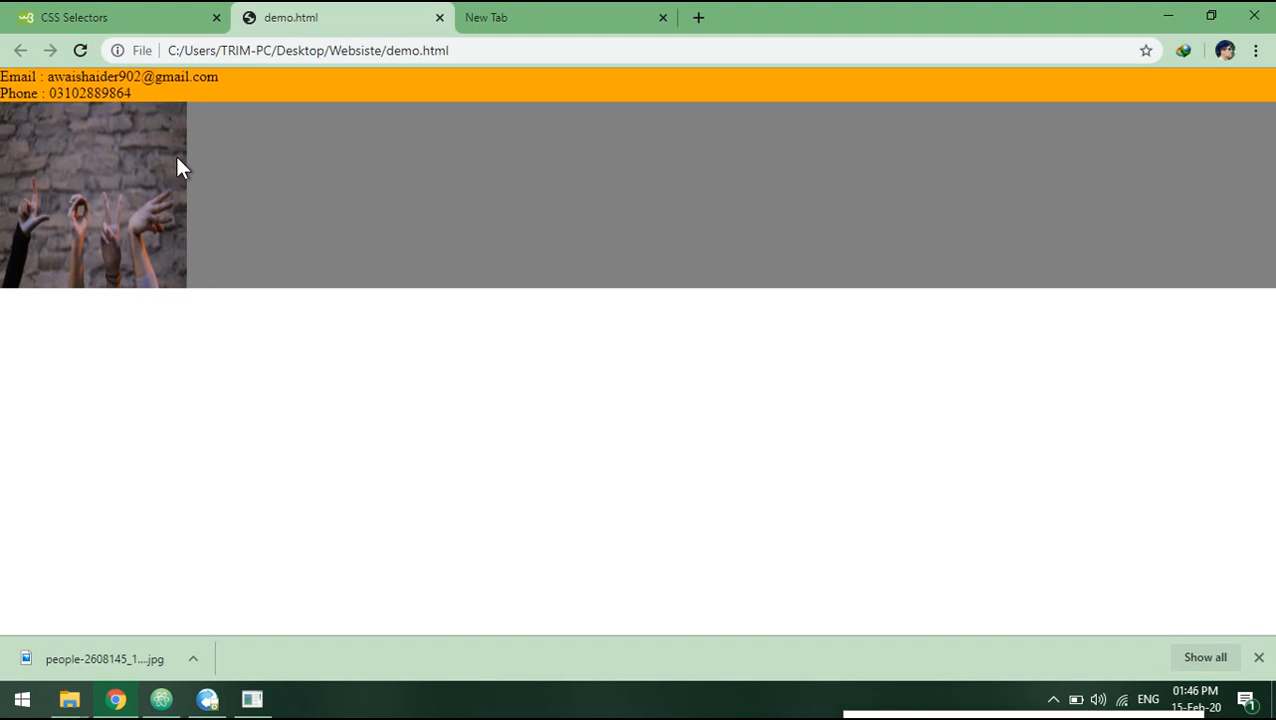 CSS Selectors
demo.html
New Tab
File
C:/Users/TRIM-PC/Desktop/Websiste/demo.html
Email : awaishaider902@gmail.com
Phone : 03102889864
people-2608145_1....jpg
Show all
ENG
01:46 PM
15-Feb-20
1